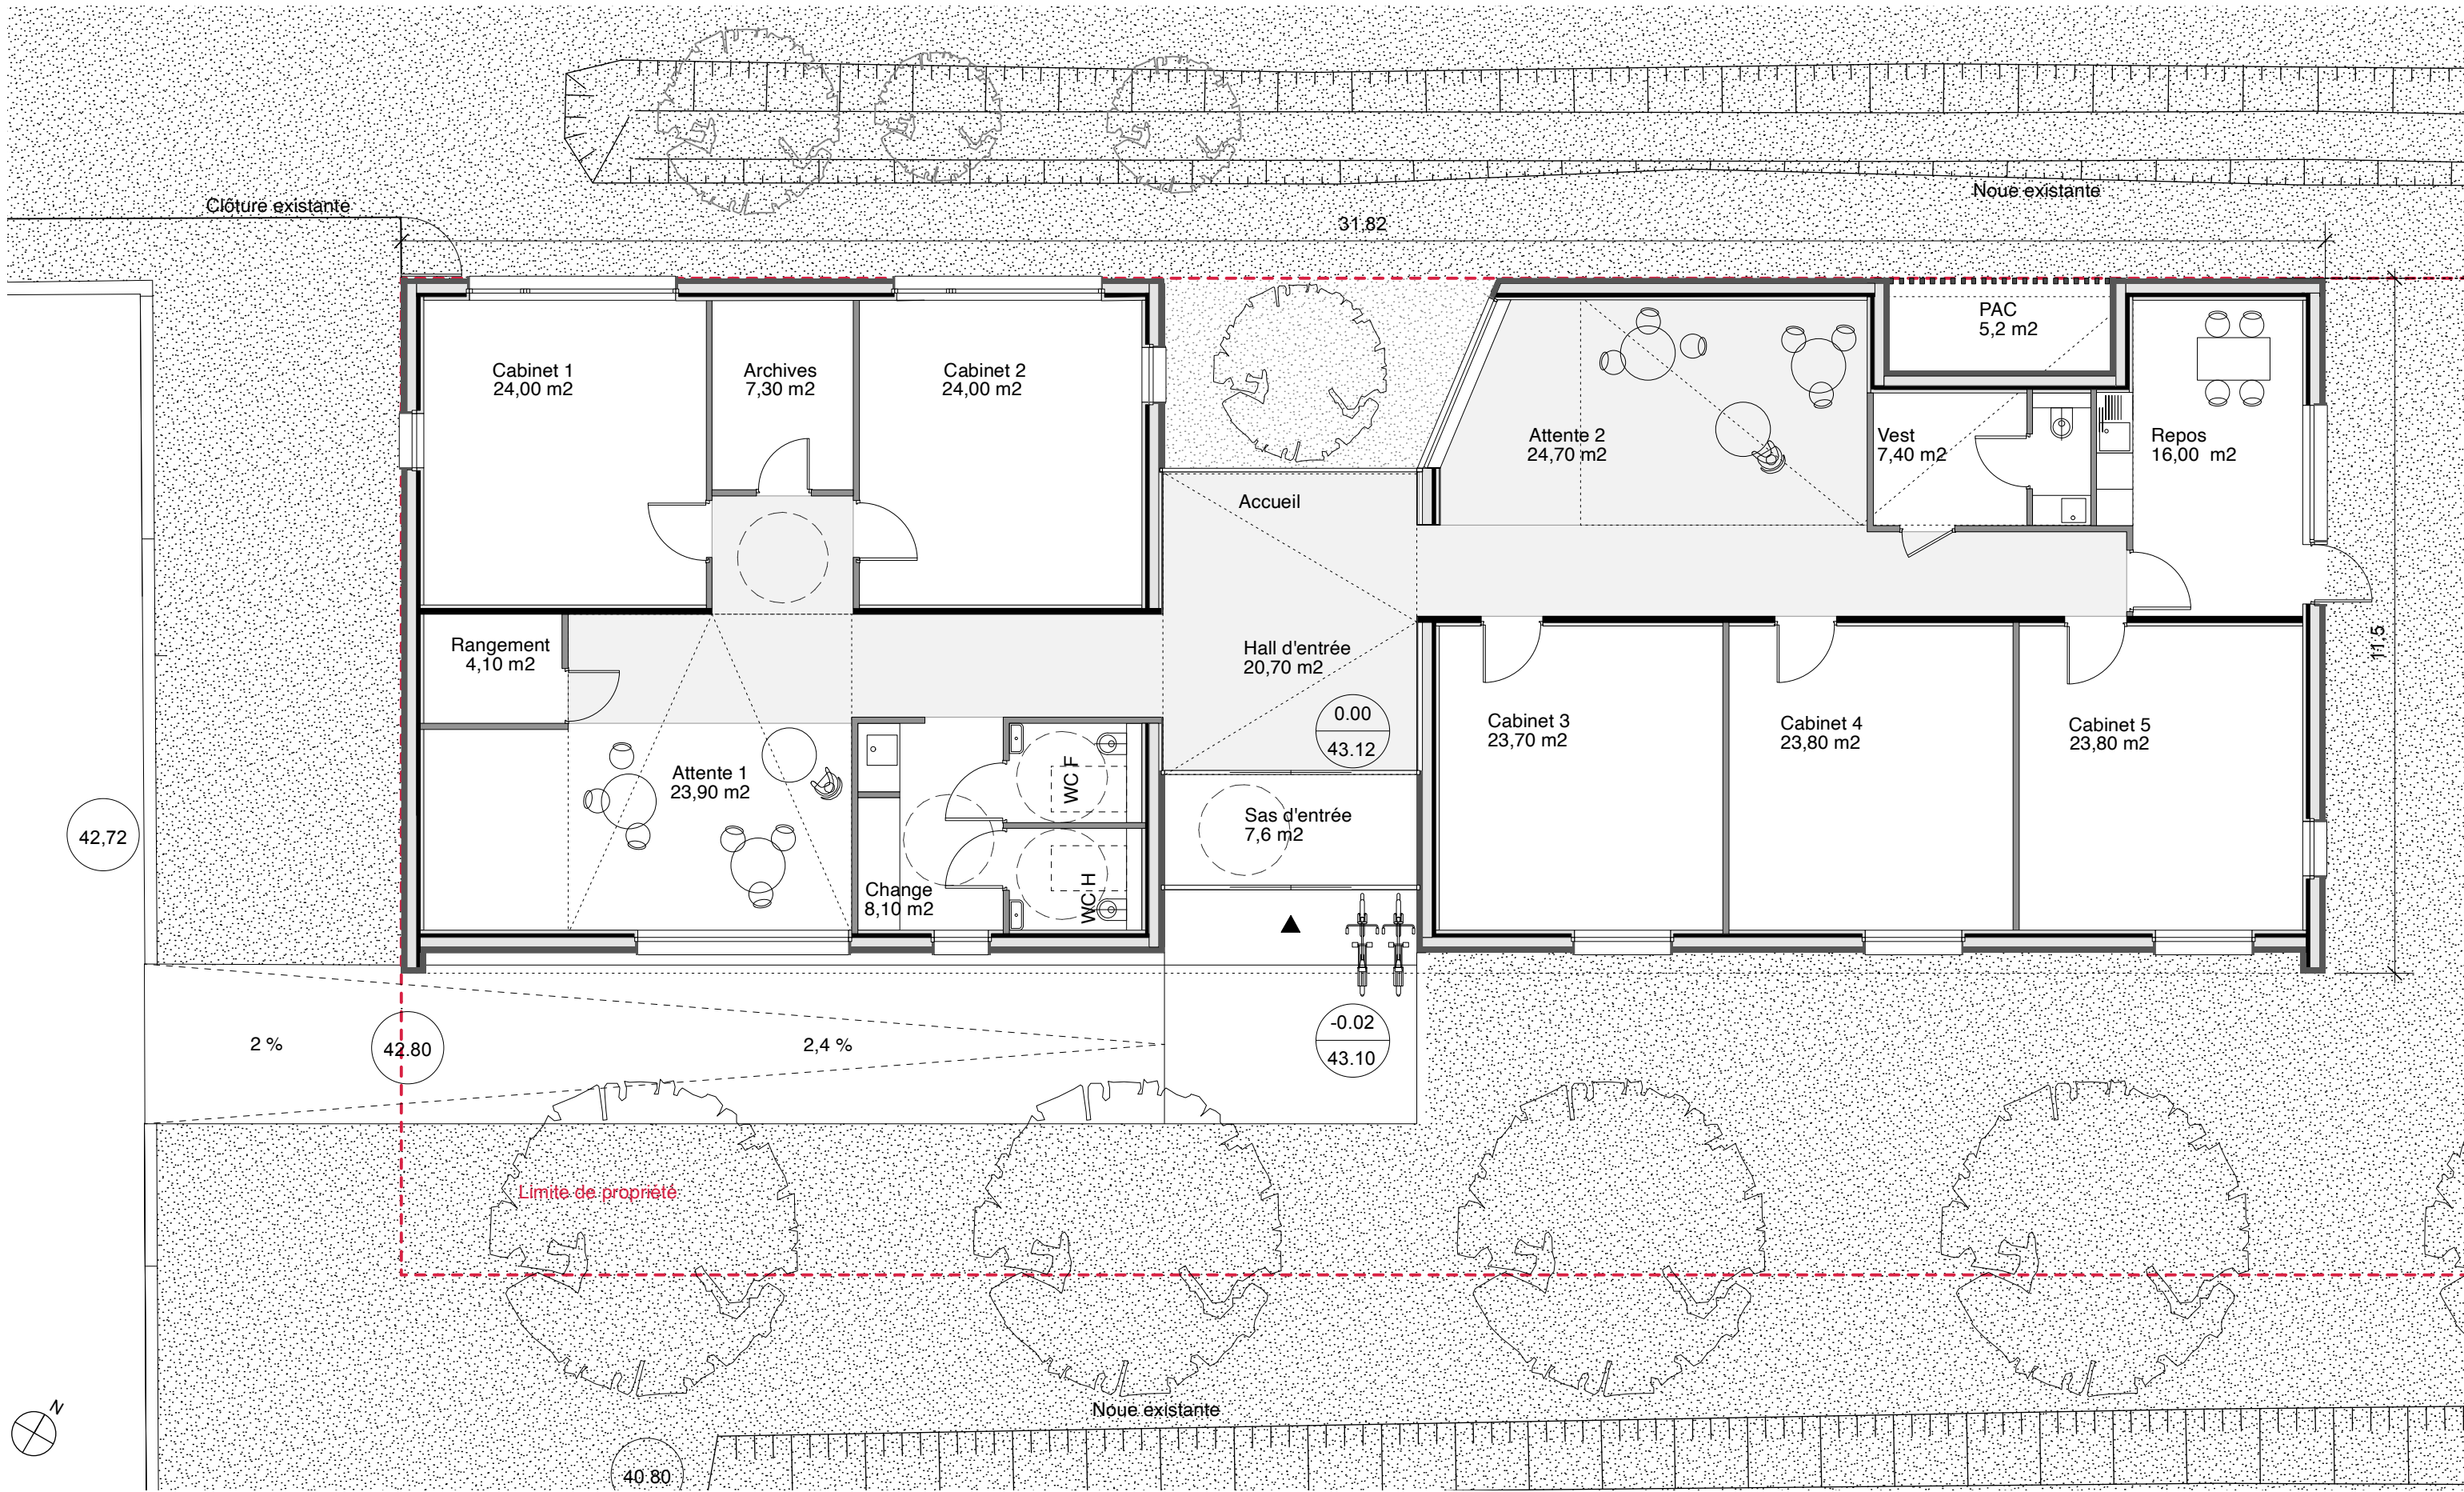 Clôture existante
Noue existante
31,82
Cabinet 1
24,00 m2
Archives
7,30 m2
Cabinet 2
24,00 m2
PAC
5,2 m2
Attente 2
24,70 m2
Vest
7,40 m2
Repos
16,00 m2
Accueil
Rangement
4,10 m2
Hall d'entrée
20,70 m2
11,5
0.00
43.12
Cabinet 3
23,70 m2
Cabinet 4
23,80 m2
Cabinet 5
23,80 m2
Attente 1
23,90 m2
WC F
Sas d'entrée
7,6 m2
42,72
Change
8,10 m2
WC H
2 %
42.80
2,4 %
-0.02
43.10
Limite de propriété
Noue existante
N
40.80